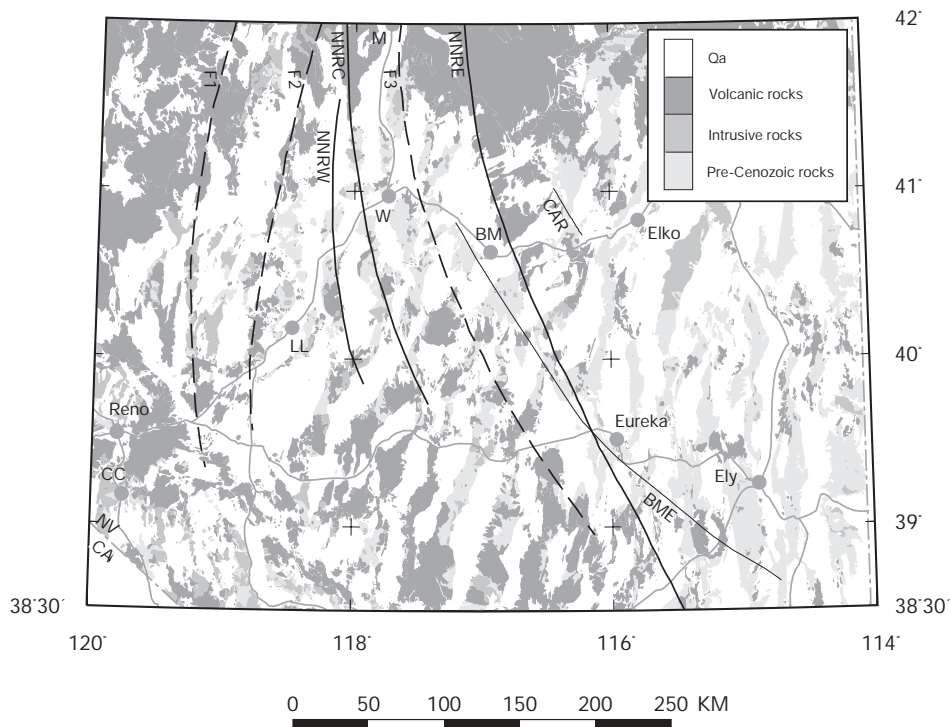 42°
F1
F2
NNRC
M
F3
NNRE
NNRW
Qa
Volcanic rocks
Intrusive rocks
Pre-Cenozoic rocks
41°
W
BM
CAR
Elko
LL
40°
Reno
Eureka
CC
Ely
BME
NV
CA
39°
38°30'
38°30'
120°
118°
116°
114°
0 50 100 150 200 250 KM